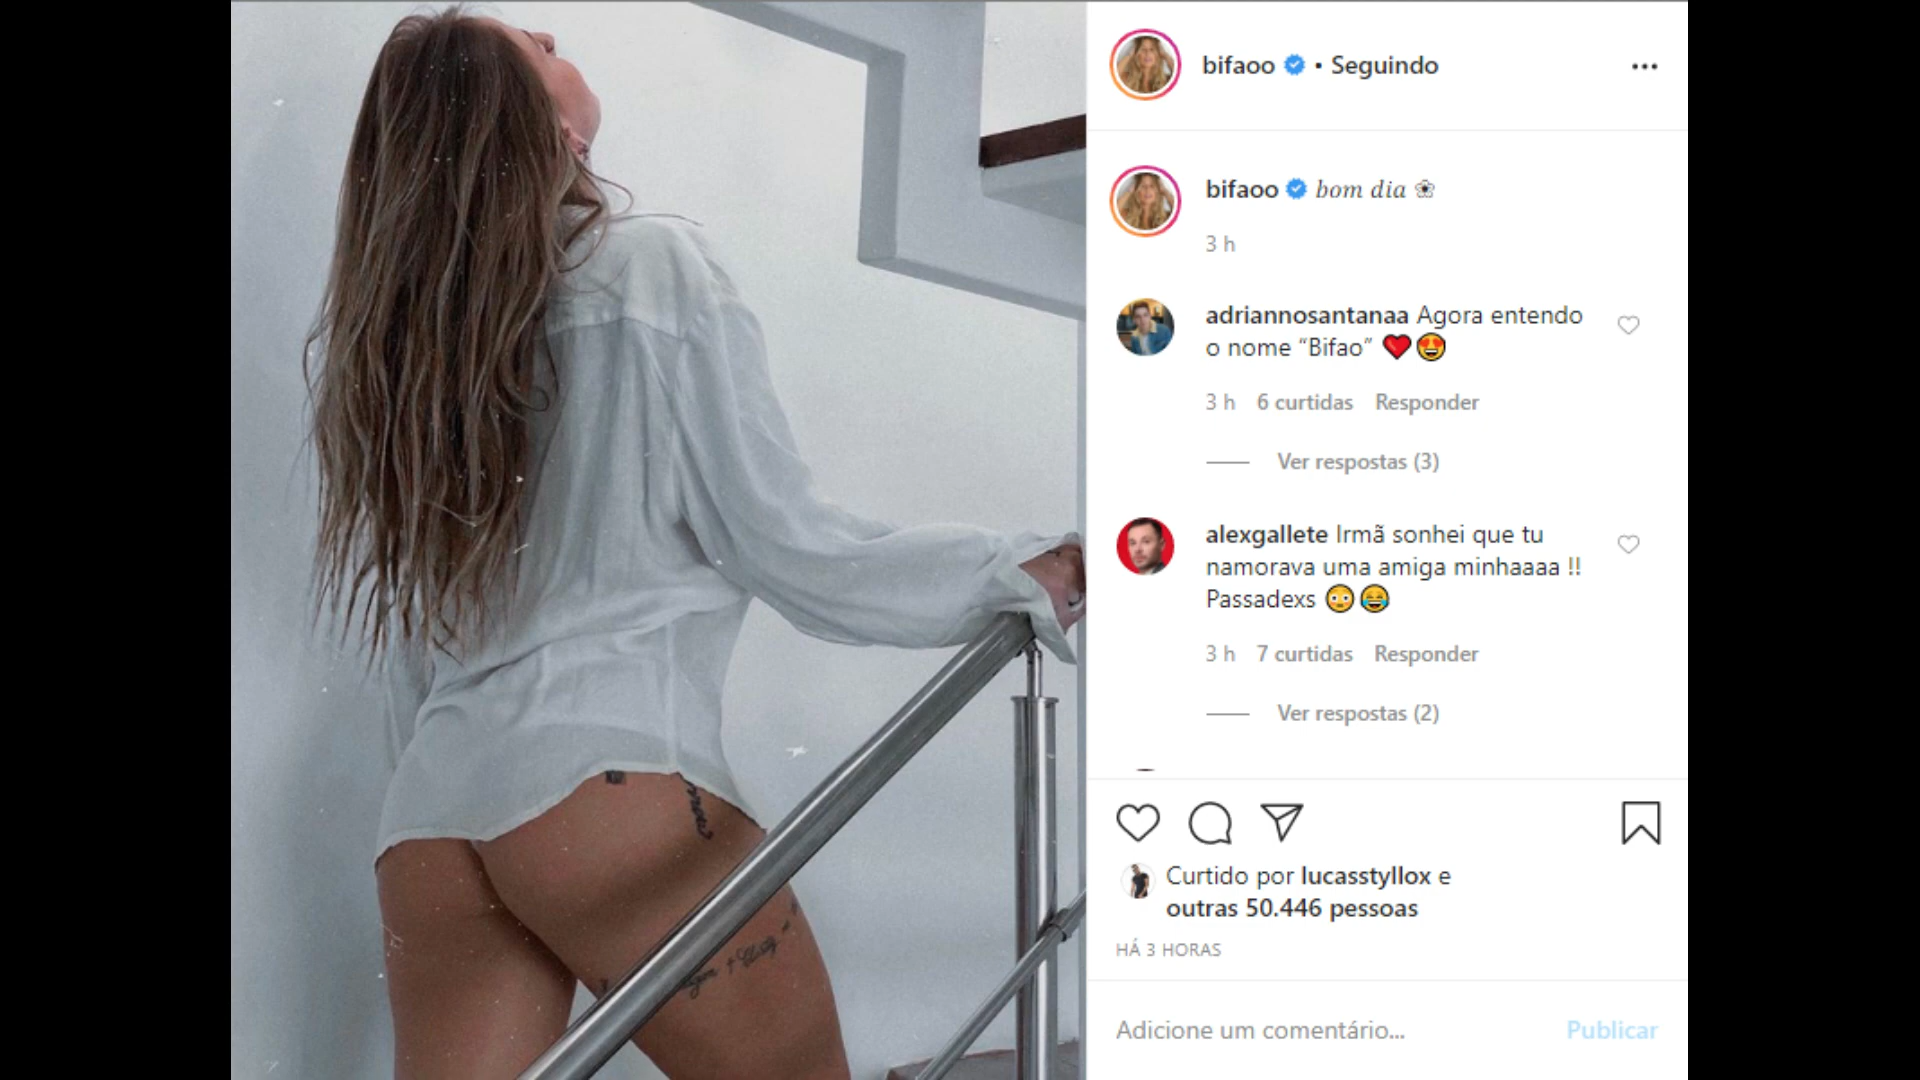 bifaoo • Seguindo
bifaoo bom dia ❀
3 h
adriannosantanaa Agora entendo
o nome “Bifao” ❤️😍
3 h 6 curtidas Responder
Ver respostas (3)
alexgallete Irmã sonhei que tu
namorava uma amiga minhaaaa !!
Passadexs 😳😂
3 h 7 curtidas Responder
Ver respostas (2)
Curtido por lucasstyllox e
outras 50.446 pessoas
HÁ 3 HORAS
Adicione um comentário... Publicar